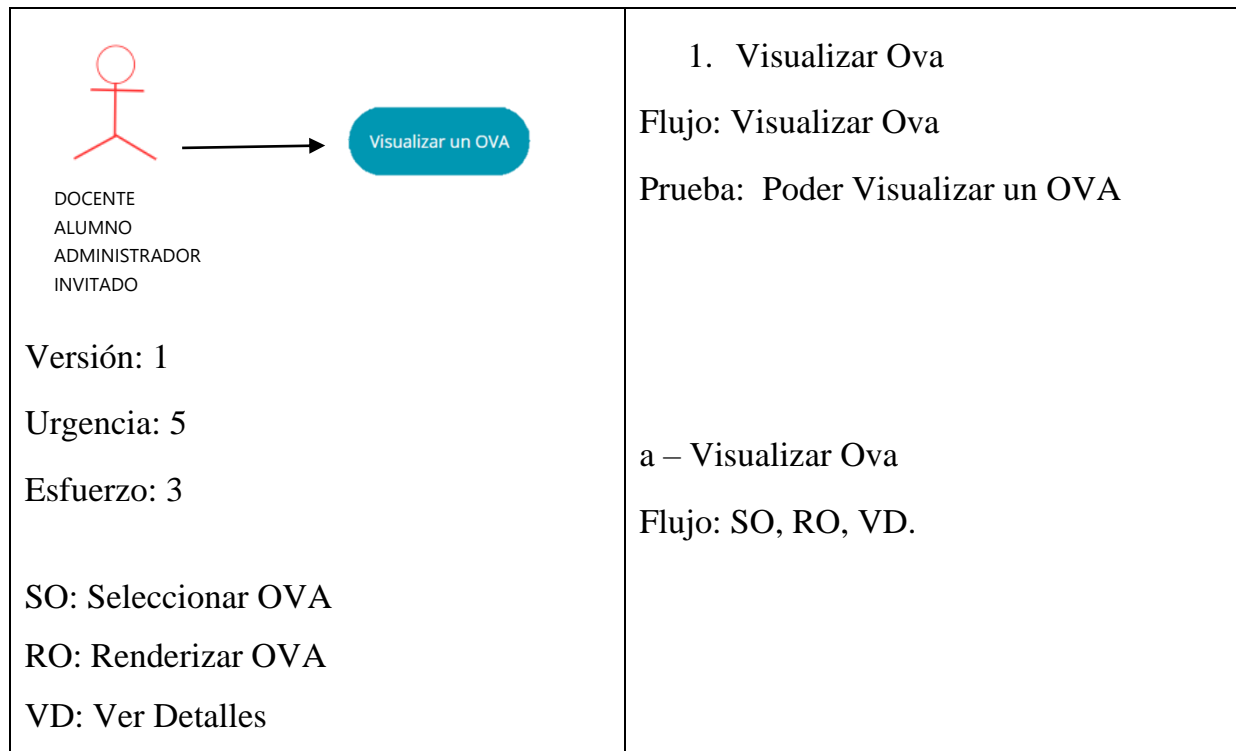 Visualizar un OVA
DOCENTE
ALUMNO
ADMINISTRADOR
INVITADO
Versión: 1
Urgencia: 5
Esfuerzo: 3
SO: Seleccionar OVA
RO: Renderizar OVA
VD: Ver Detalles
1. Visualizar Ova
Flujo: Visualizar Ova
Prueba: Poder Visualizar un OVA
a – Visualizar Ova
Flujo: SO, RO, VD.